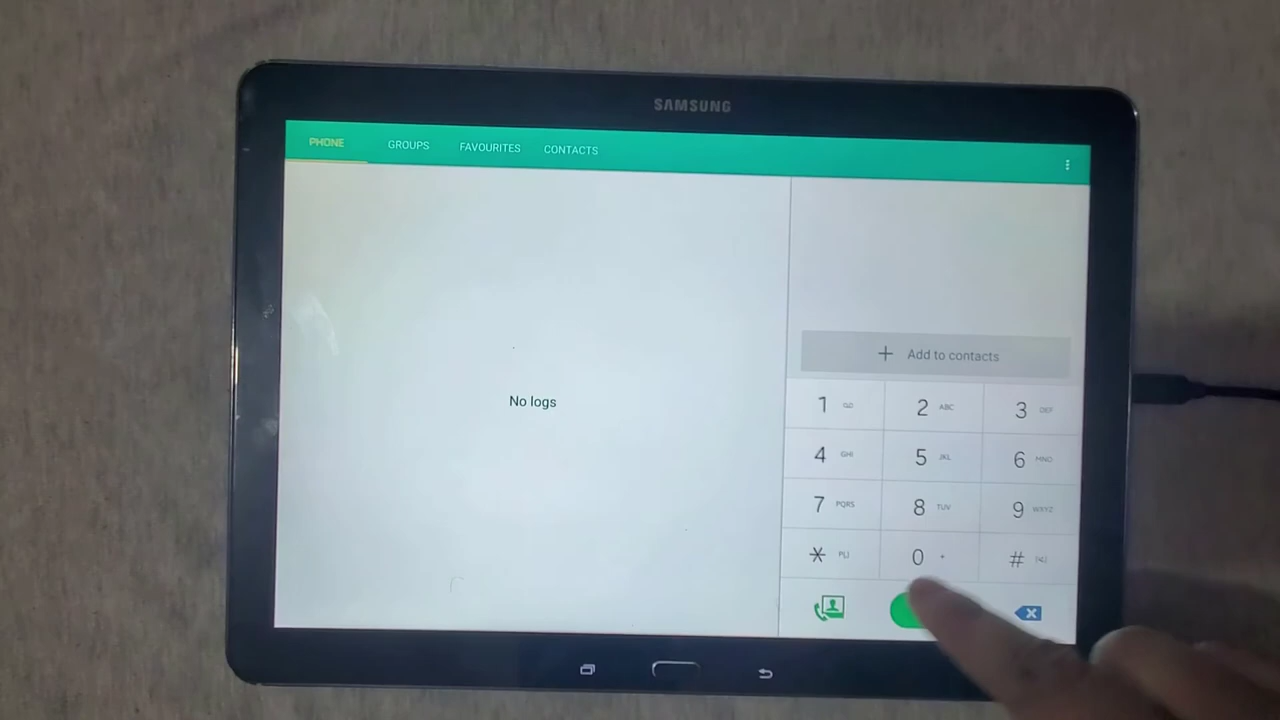 SAMSUNG
PHONE GROUPS FAVOURITES CONTACTS
No logs
+ Add to contacts
1 2 ABC 3 DEF
4 GHI 5 JKL 6 MNO
7 PQRS 8 TUV 9 WXYZ
* (P,) 0 + #